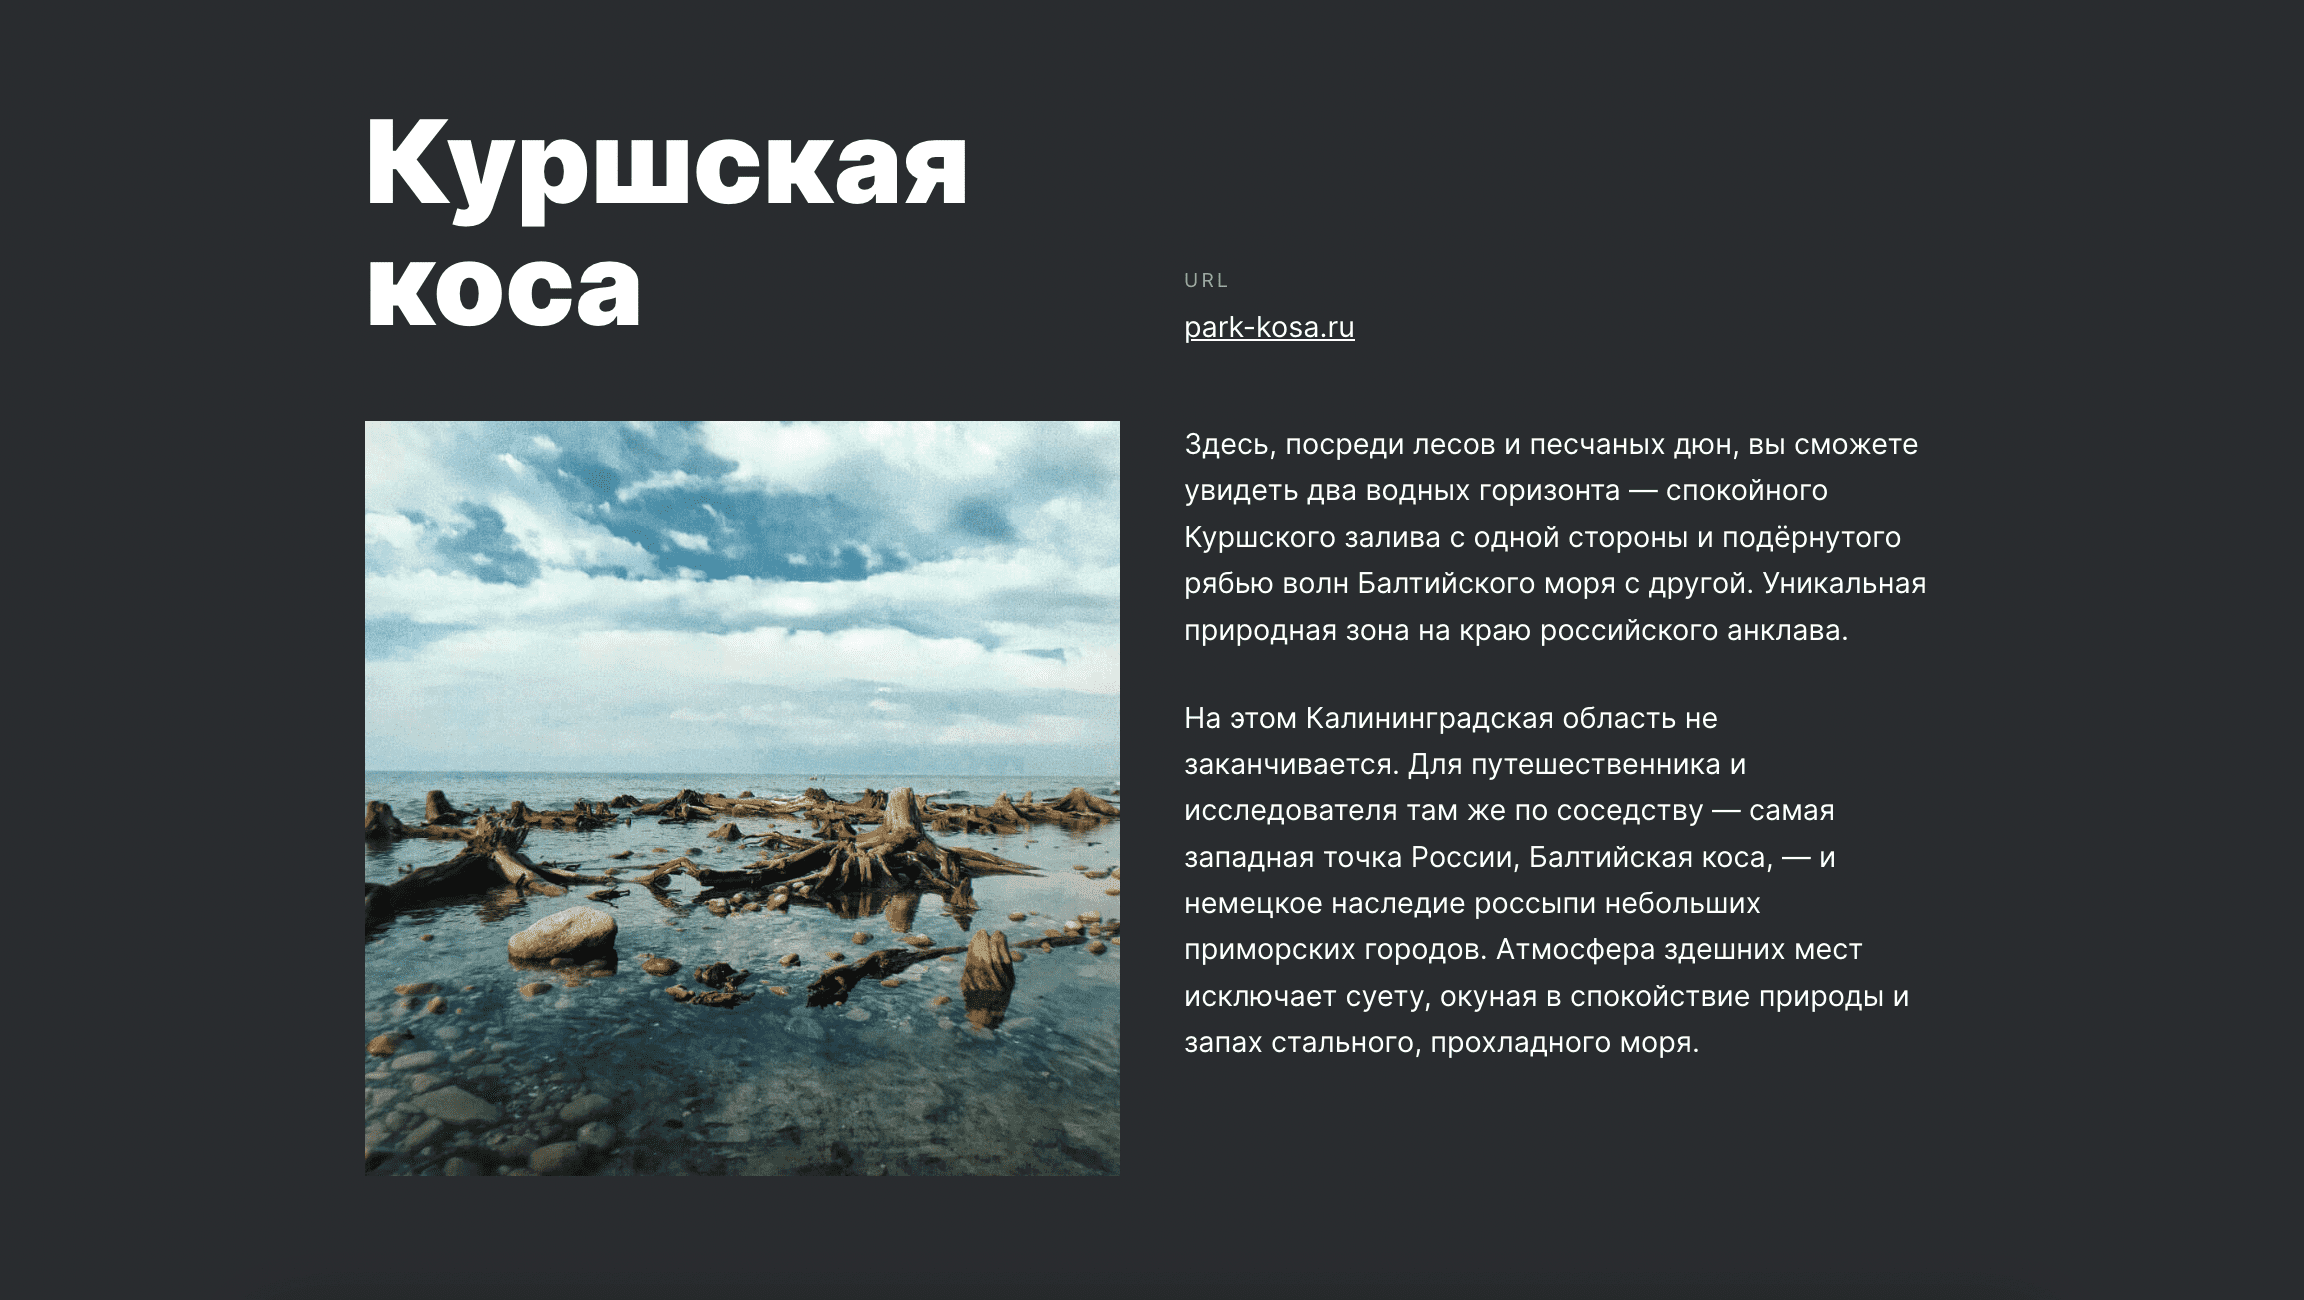 Куршская
коса
URL
park-kosa.ru
Здесь, посреди лесов и песчаных дюн, вы сможете
увидеть два водных горизонта — спокойного
Куршского залива с одной стороны и подёрнутого
рябью волн Балтийского моря с другой. Уникальная
природная зона на краю российского анклава.
На этом Калининградская область не
заканчивается. Для путешественника и
исследователя там же по соседству — самая
западная точка России, Балтийская коса, — и
немецкое наследие россыпи небольших
приморских городов. Атмосфера здешних мест
исключает суету, окуная в спокойствие природы и
запах стального, прохладного моря.